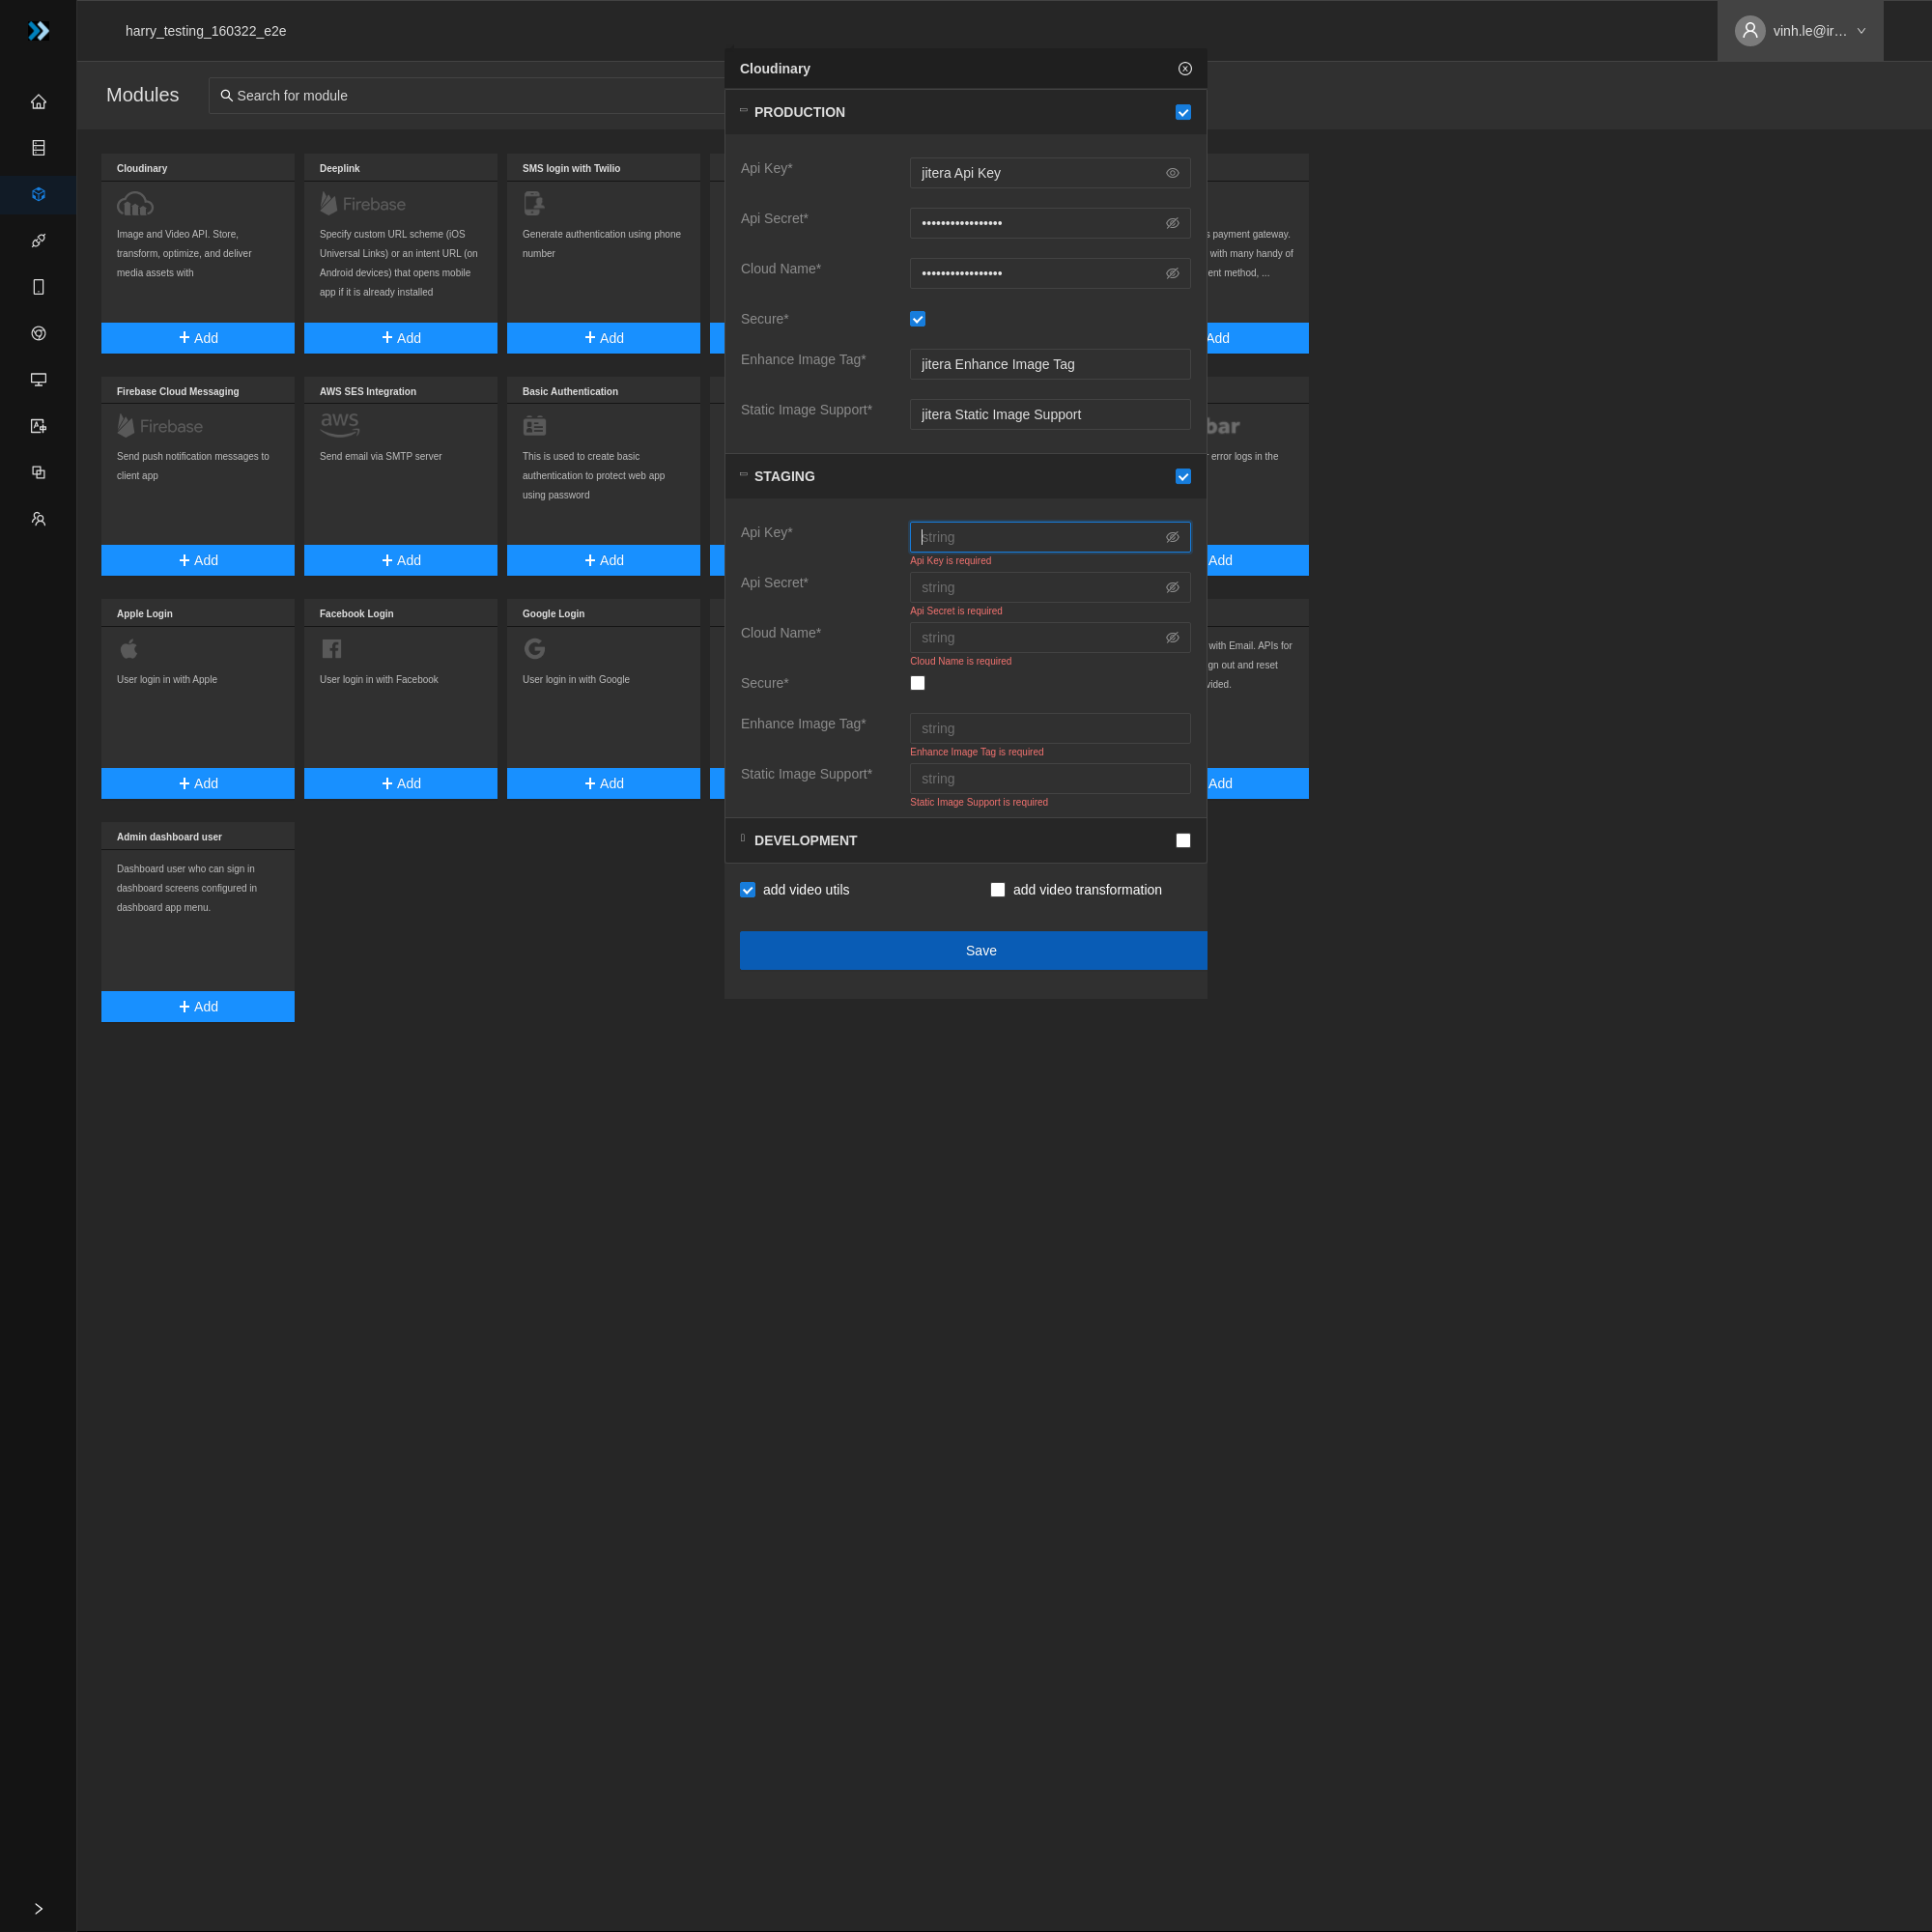 harry_testing_160322_e2e
vinh.le@ir…
Modules
Search for module
Cloudinary
Image and Video API. Store,
transform, optimize, and deliver
media assets with
Add
Deeplink
Firebase
Specify custom URL scheme (iOS
Universal Links) or an intent URL (on
Android devices) that opens mobile
app if it is already installed
Add
SMS login with Twilio
Generate authentication using phone
number
Add
payment gateway.
with many handy of
ent method, ...
Add
Firebase Cloud Messaging
Firebase
Send push notification messages to
client app
Add
AWS SES Integration
aws
Send email via SMTP server
Add
Basic Authentication
This is used to create basic
authentication to protect web app
using password
Add
bar
error logs in the
Add
Apple Login
User login in with Apple
Add
Facebook Login
User login in with Facebook
Add
Google Login
User login in with Google
Add
with Email. APIs for
gn out and reset
vided.
Add
Admin dashboard user
Dashboard user who can sign in
dashboard screens configured in
dashboard app menu.
Add
Cloudinary
PRODUCTION
Api Key*
jitera Api Key
Api Secret*
•••••••••••••••••
Cloud Name*
•••••••••••••••••
Secure*
Enhance Image Tag*
jitera Enhance Image Tag
Static Image Support*
jitera Static Image Support
STAGING
Api Key*
string
Api Key is required
Api Secret*
string
Api Secret is required
Cloud Name*
string
Cloud Name is required
Secure*
Enhance Image Tag*
string
Enhance Image Tag is required
Static Image Support*
string
Static Image Support is required
DEVELOPMENT
add video utils
add video transformation
Save